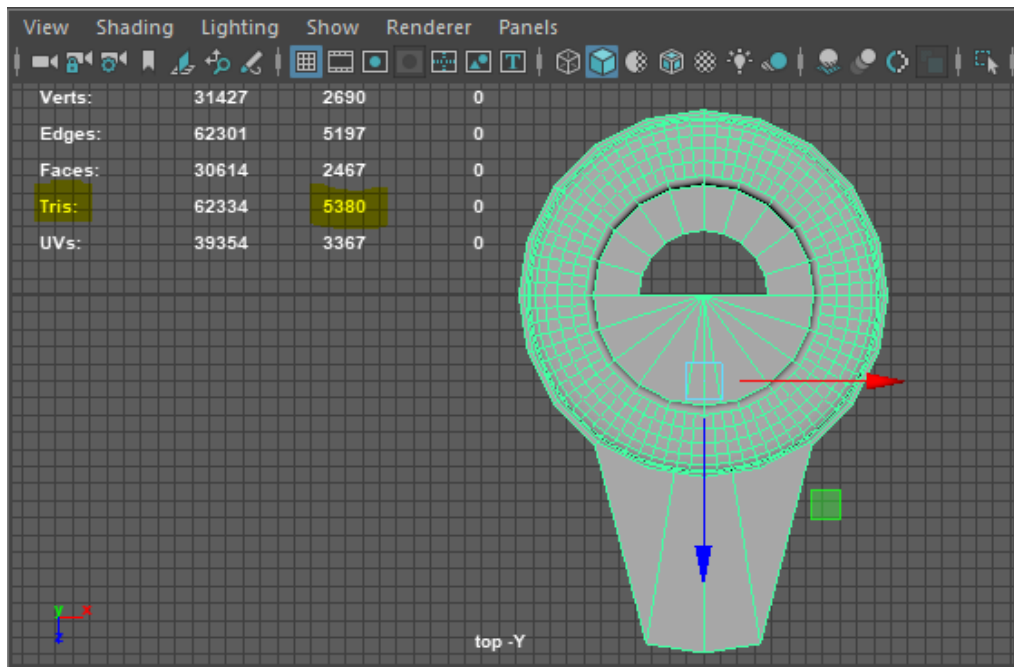 View Shading Lighting Show Renderer Panels
T
Verts: 31427 2690 0
Edges: 62301 5197 0
Faces: 30614 2467 0
Tris: 62334 5380 0
UVs: 39354 3367 0
y x
z
top -Y